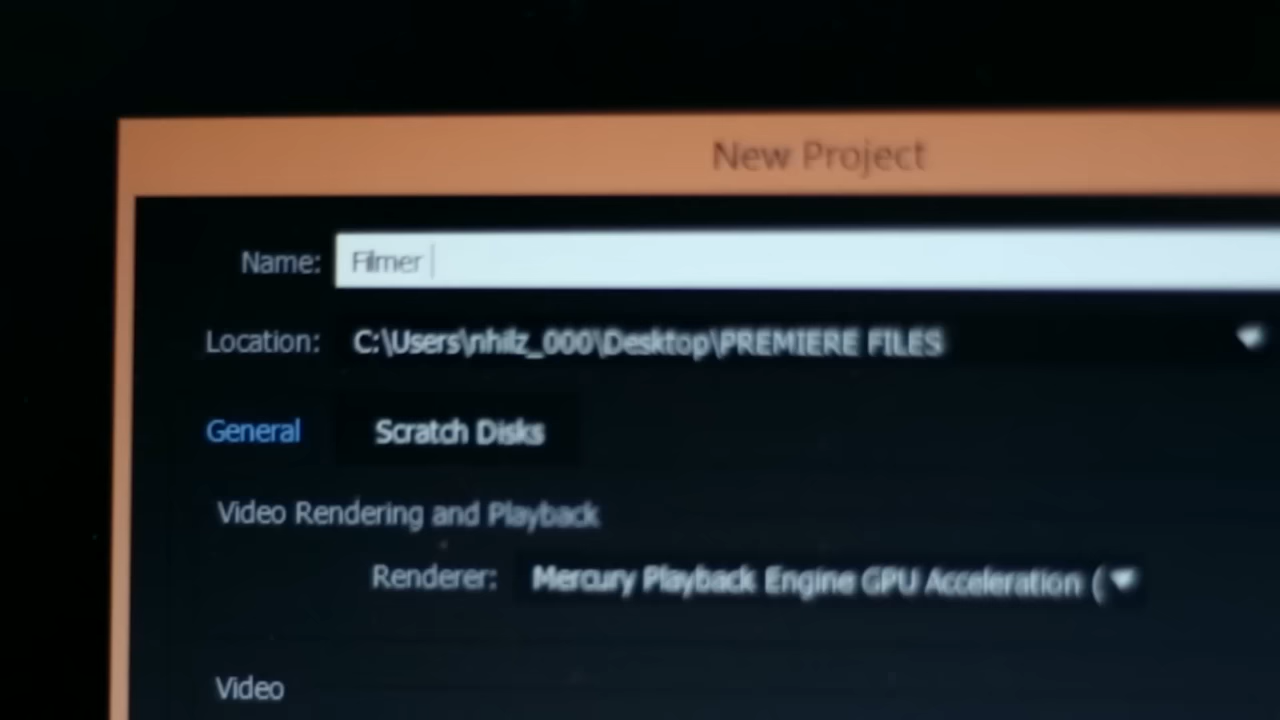 New Project
Name: Filmer
Location: C:\Users\nhilz_000\Desktop\PREMIERE FILES
General Scratch Disks
Video Rendering and Playback
Renderer: Mercury Playback Engine GPU Acceleration (
Video